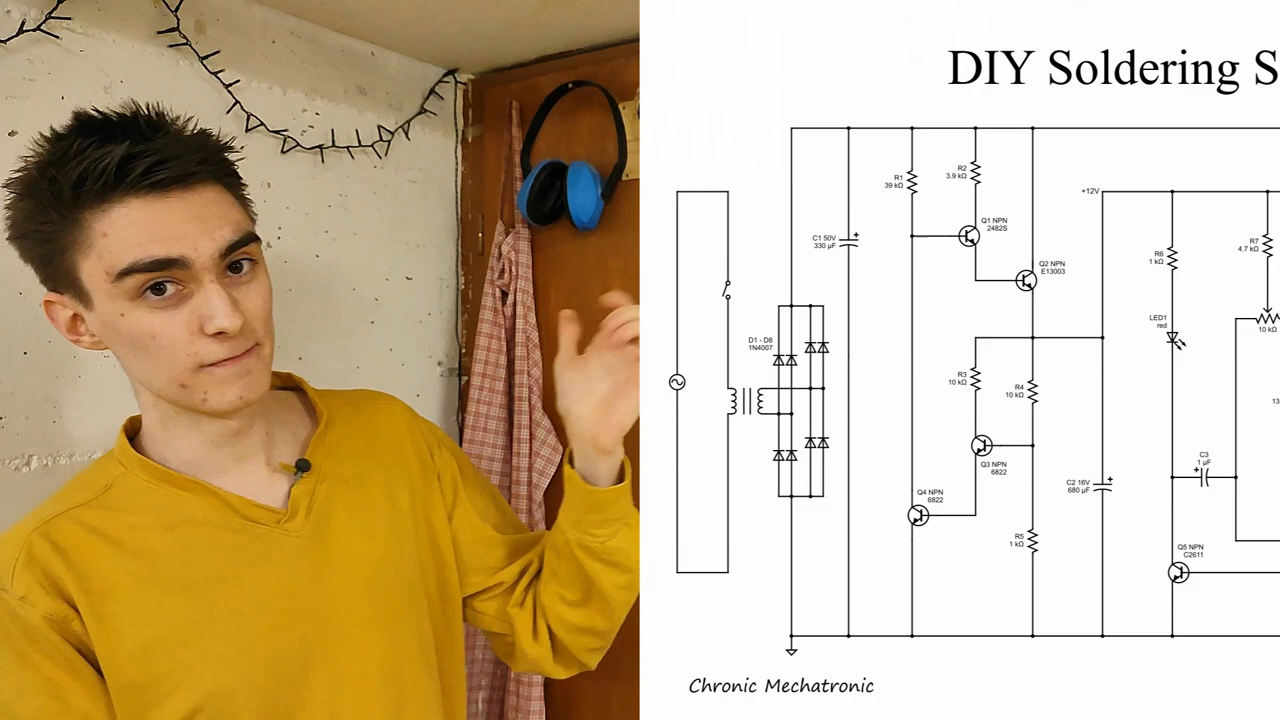 DIY Soldering S
R1
39 kΩ
R2
3.9 kΩ
Q1 NPN
2482S
C1 50V
330 µF
+
Q2 NPN
E13003
+12V
R6
1 kΩ
R7
4.7 kΩ
LED1
red
10 kΩ
D1 - D8
1N4007
R3
10 kΩ
R4
10 kΩ
13
Q3 NPN
6822
C3
1 µF
+
C2 16V
680 µF
+
Q4 NPN
6822
R5
1 kΩ
Q5 NPN
C2611
Chronic Mechatronic